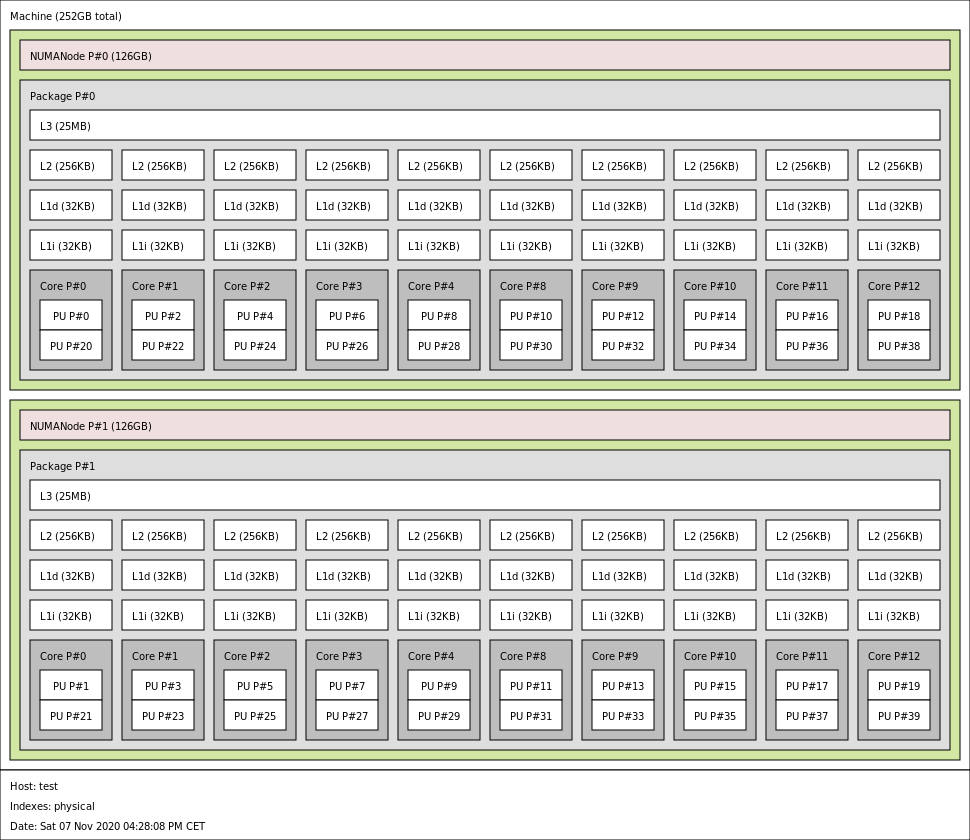 Machine (252GB total)
NUMANode P#0 (126GB)
Package P#0
L3 (25MB)
L2 (256KB) L2 (256KB) L2 (256KB) L2 (256KB) L2 (256KB) L2 (256KB) L2 (256KB) L2 (256KB) L2 (256KB) L2 (256KB)
L1d (32KB) L1d (32KB) L1d (32KB) L1d (32KB) L1d (32KB) L1d (32KB) L1d (32KB) L1d (32KB) L1d (32KB) L1d (32KB)
L1i (32KB) L1i (32KB) L1i (32KB) L1i (32KB) L1i (32KB) L1i (32KB) L1i (32KB) L1i (32KB) L1i (32KB) L1i (32KB)
Core P#0 Core P#1 Core P#2 Core P#3 Core P#4 Core P#8 Core P#9 Core P#10 Core P#11 Core P#12
PU P#0 PU P#2 PU P#4 PU P#6 PU P#8 PU P#10 PU P#12 PU P#14 PU P#16 PU P#18
PU P#20 PU P#22 PU P#24 PU P#26 PU P#28 PU P#30 PU P#32 PU P#34 PU P#36 PU P#38
NUMANode P#1 (126GB)
Package P#1
L3 (25MB)
L2 (256KB) L2 (256KB) L2 (256KB) L2 (256KB) L2 (256KB) L2 (256KB) L2 (256KB) L2 (256KB) L2 (256KB) L2 (256KB)
L1d (32KB) L1d (32KB) L1d (32KB) L1d (32KB) L1d (32KB) L1d (32KB) L1d (32KB) L1d (32KB) L1d (32KB) L1d (32KB)
L1i (32KB) L1i (32KB) L1i (32KB) L1i (32KB) L1i (32KB) L1i (32KB) L1i (32KB) L1i (32KB) L1i (32KB) L1i (32KB)
Core P#0 Core P#1 Core P#2 Core P#3 Core P#4 Core P#8 Core P#9 Core P#10 Core P#11 Core P#12
PU P#1 PU P#3 PU P#5 PU P#7 PU P#9 PU P#11 PU P#13 PU P#15 PU P#17 PU P#19
PU P#21 PU P#23 PU P#25 PU P#27 PU P#29 PU P#31 PU P#33 PU P#35 PU P#37 PU P#39
Host: test
Indexes: physical
Date: Sat 07 Nov 2020 04:28:08 PM CET